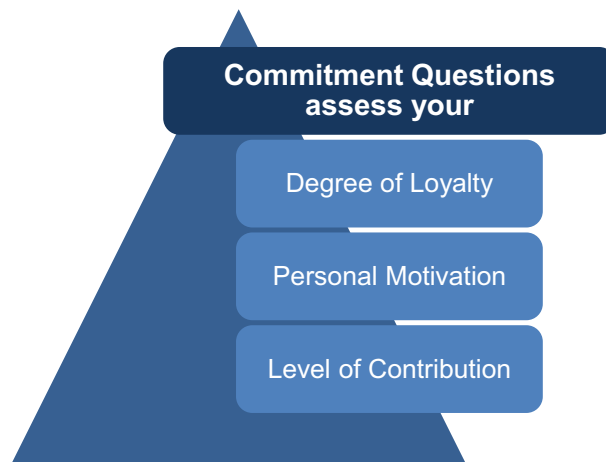 Commitment Questions
assess your
Degree of Loyalty
Personal Motivation
Level of Contribution